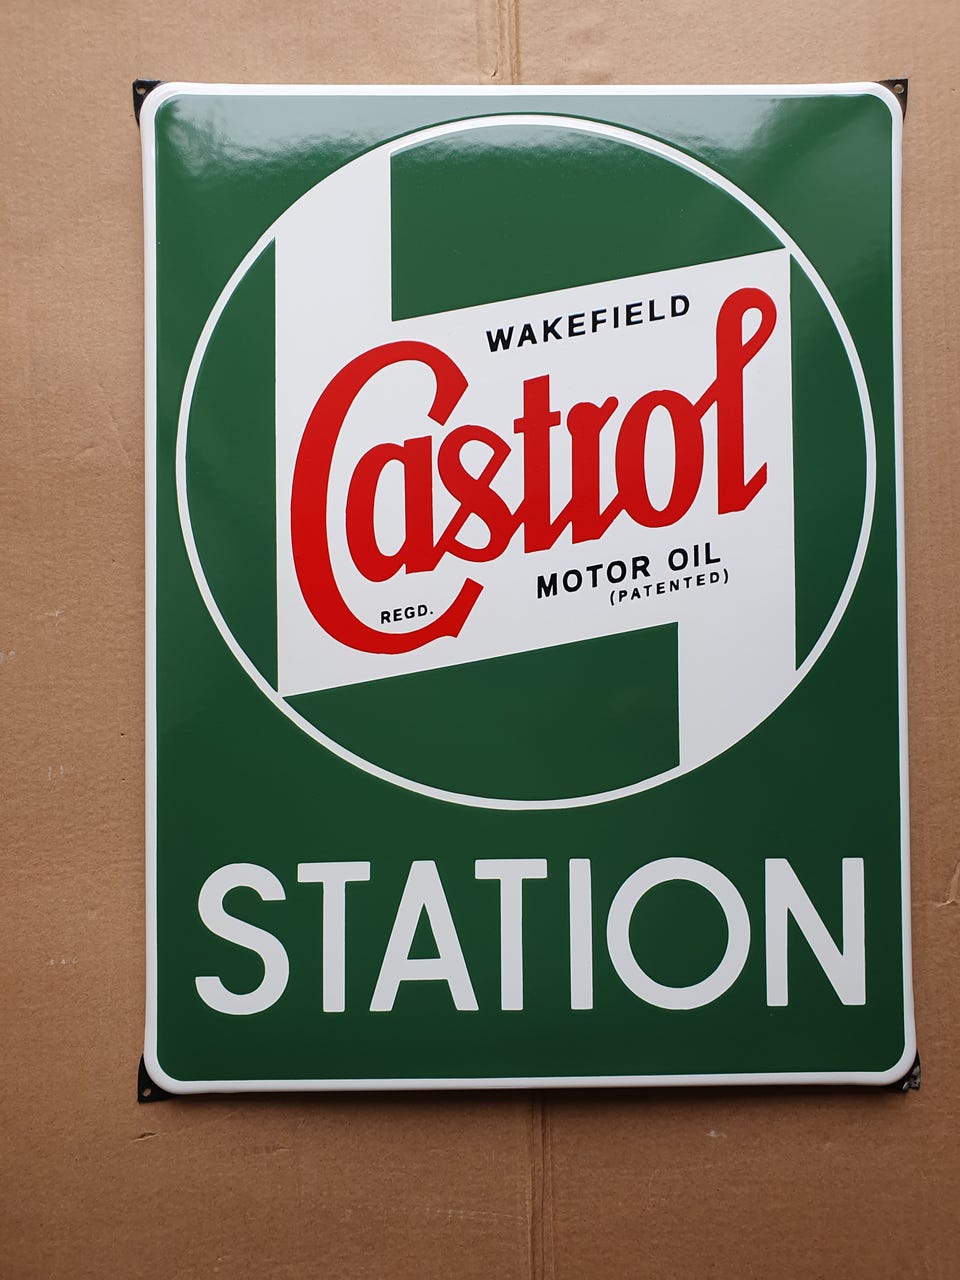 WAKEFIELD
Castrol
REGD.
MOTOR OIL
(PATENTED)
STATION